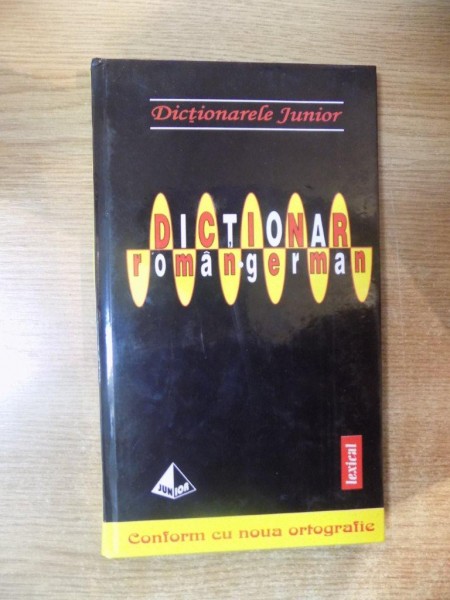 Dicționarele Junior
DICȚIONAR
român-german
lexical
JUNIOR
Conform cu noua ortografie